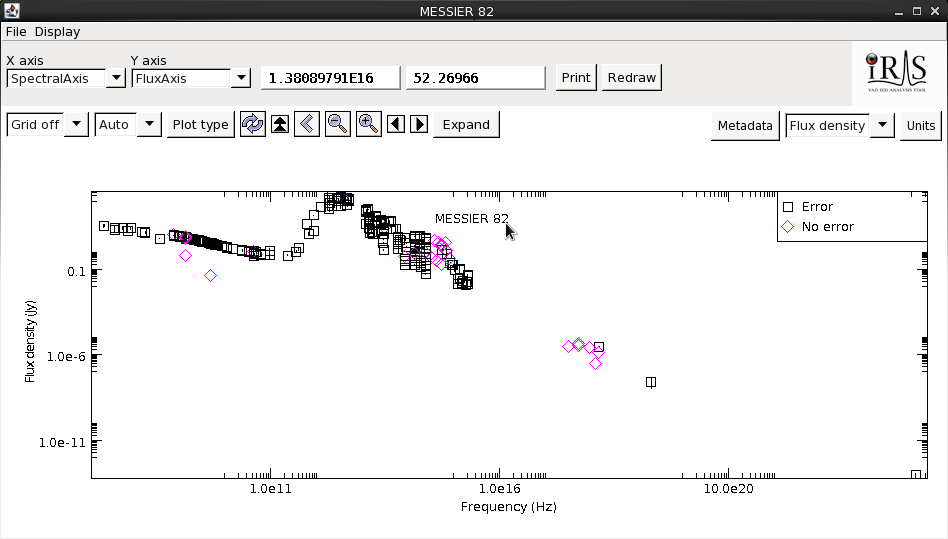 MESSIER 82
File Display
X axis Y axis
SpectralAxis FluxAxis 1.38089791E16 52.26966 Print Redraw
IRIS
VAO SED ANALYSIS TOOL
Grid off Auto Plot type Expand Metadata Flux density Units
MESSIER 82
Error
No error
0.1
1.0e-6
1.0e-11
Flux density (Jy)
1.0e11 1.0e16 10.0e20
Frequency (Hz)